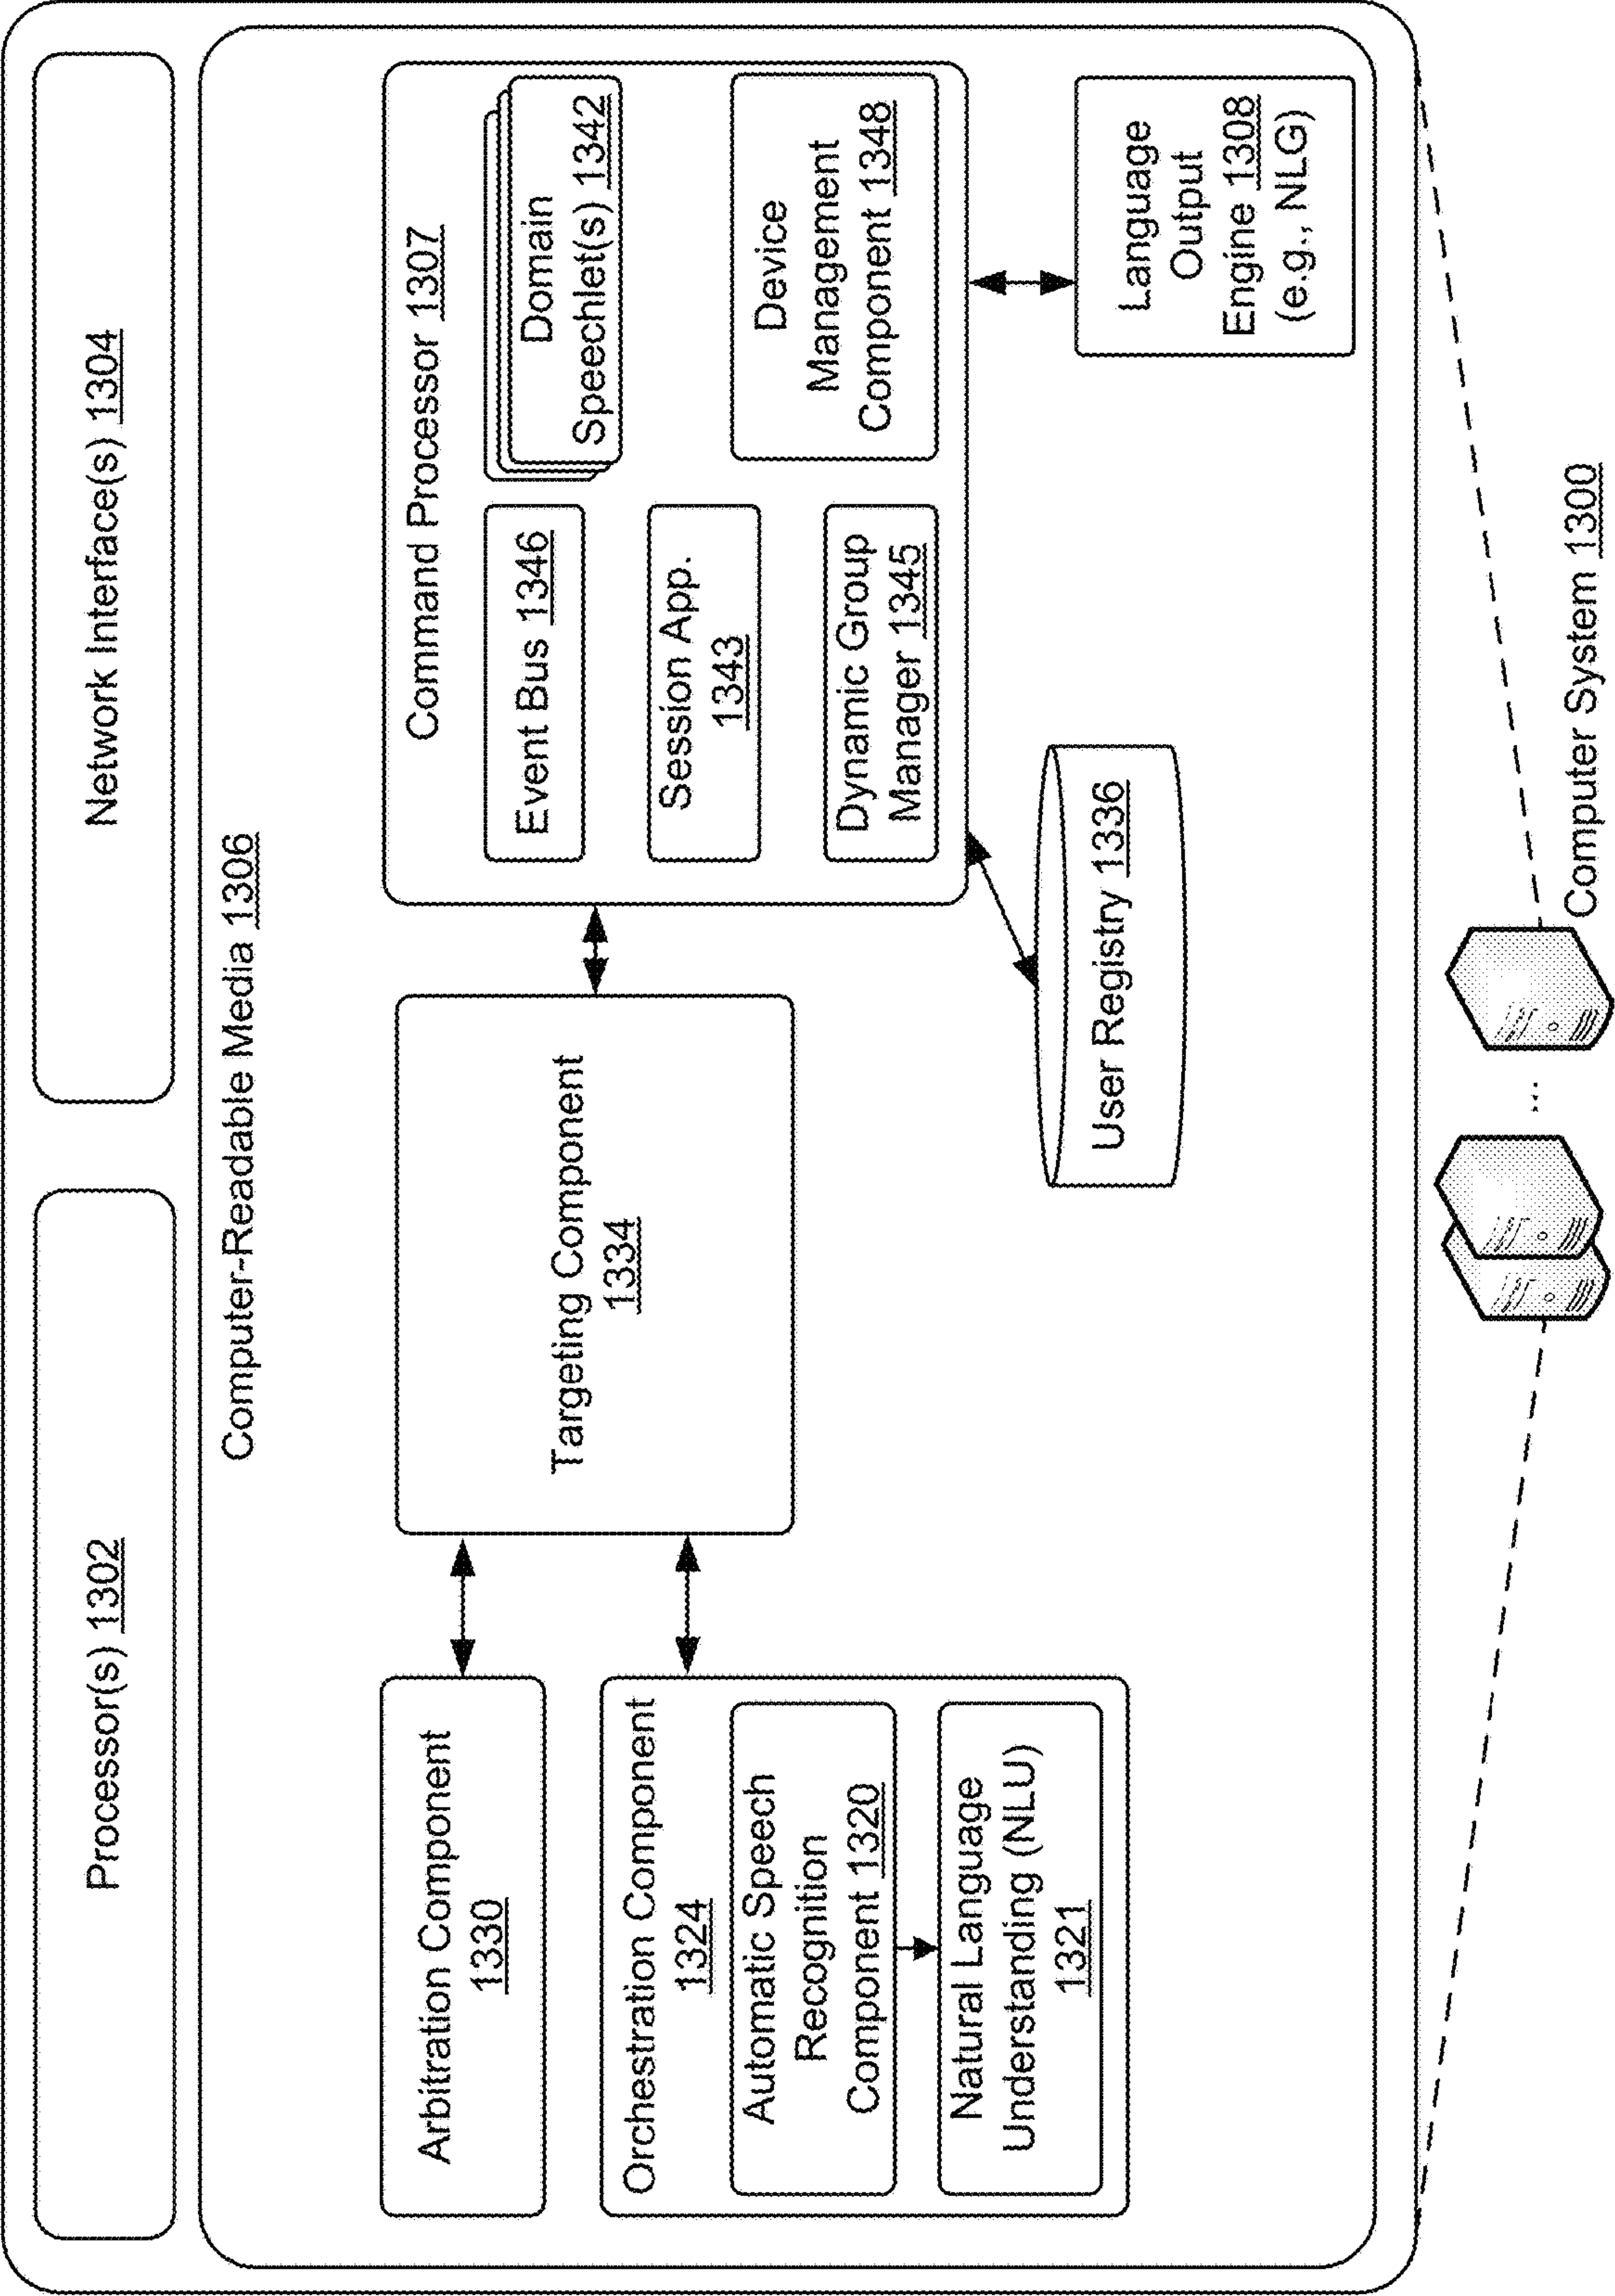 Processor(s) 1302
Network Interface(s) 1304
Computer-Readable Media 1306
Arbitration Component
1330
Orchestration Component
1324
Automatic Speech
Recognition
Component 1320
Natural Language
Understanding (NLU)
1321
Targeting Component
1334
Command Processor 1307
Event Bus 1346
Domain
Speechlet(s) 1342
Session App.
1343
Dynamic Group
Manager 1345
Device
Management
Component 1348
User Registry 1336
Language
Output
Engine 1308
(e.g., NLG)
...
Computer System 1300